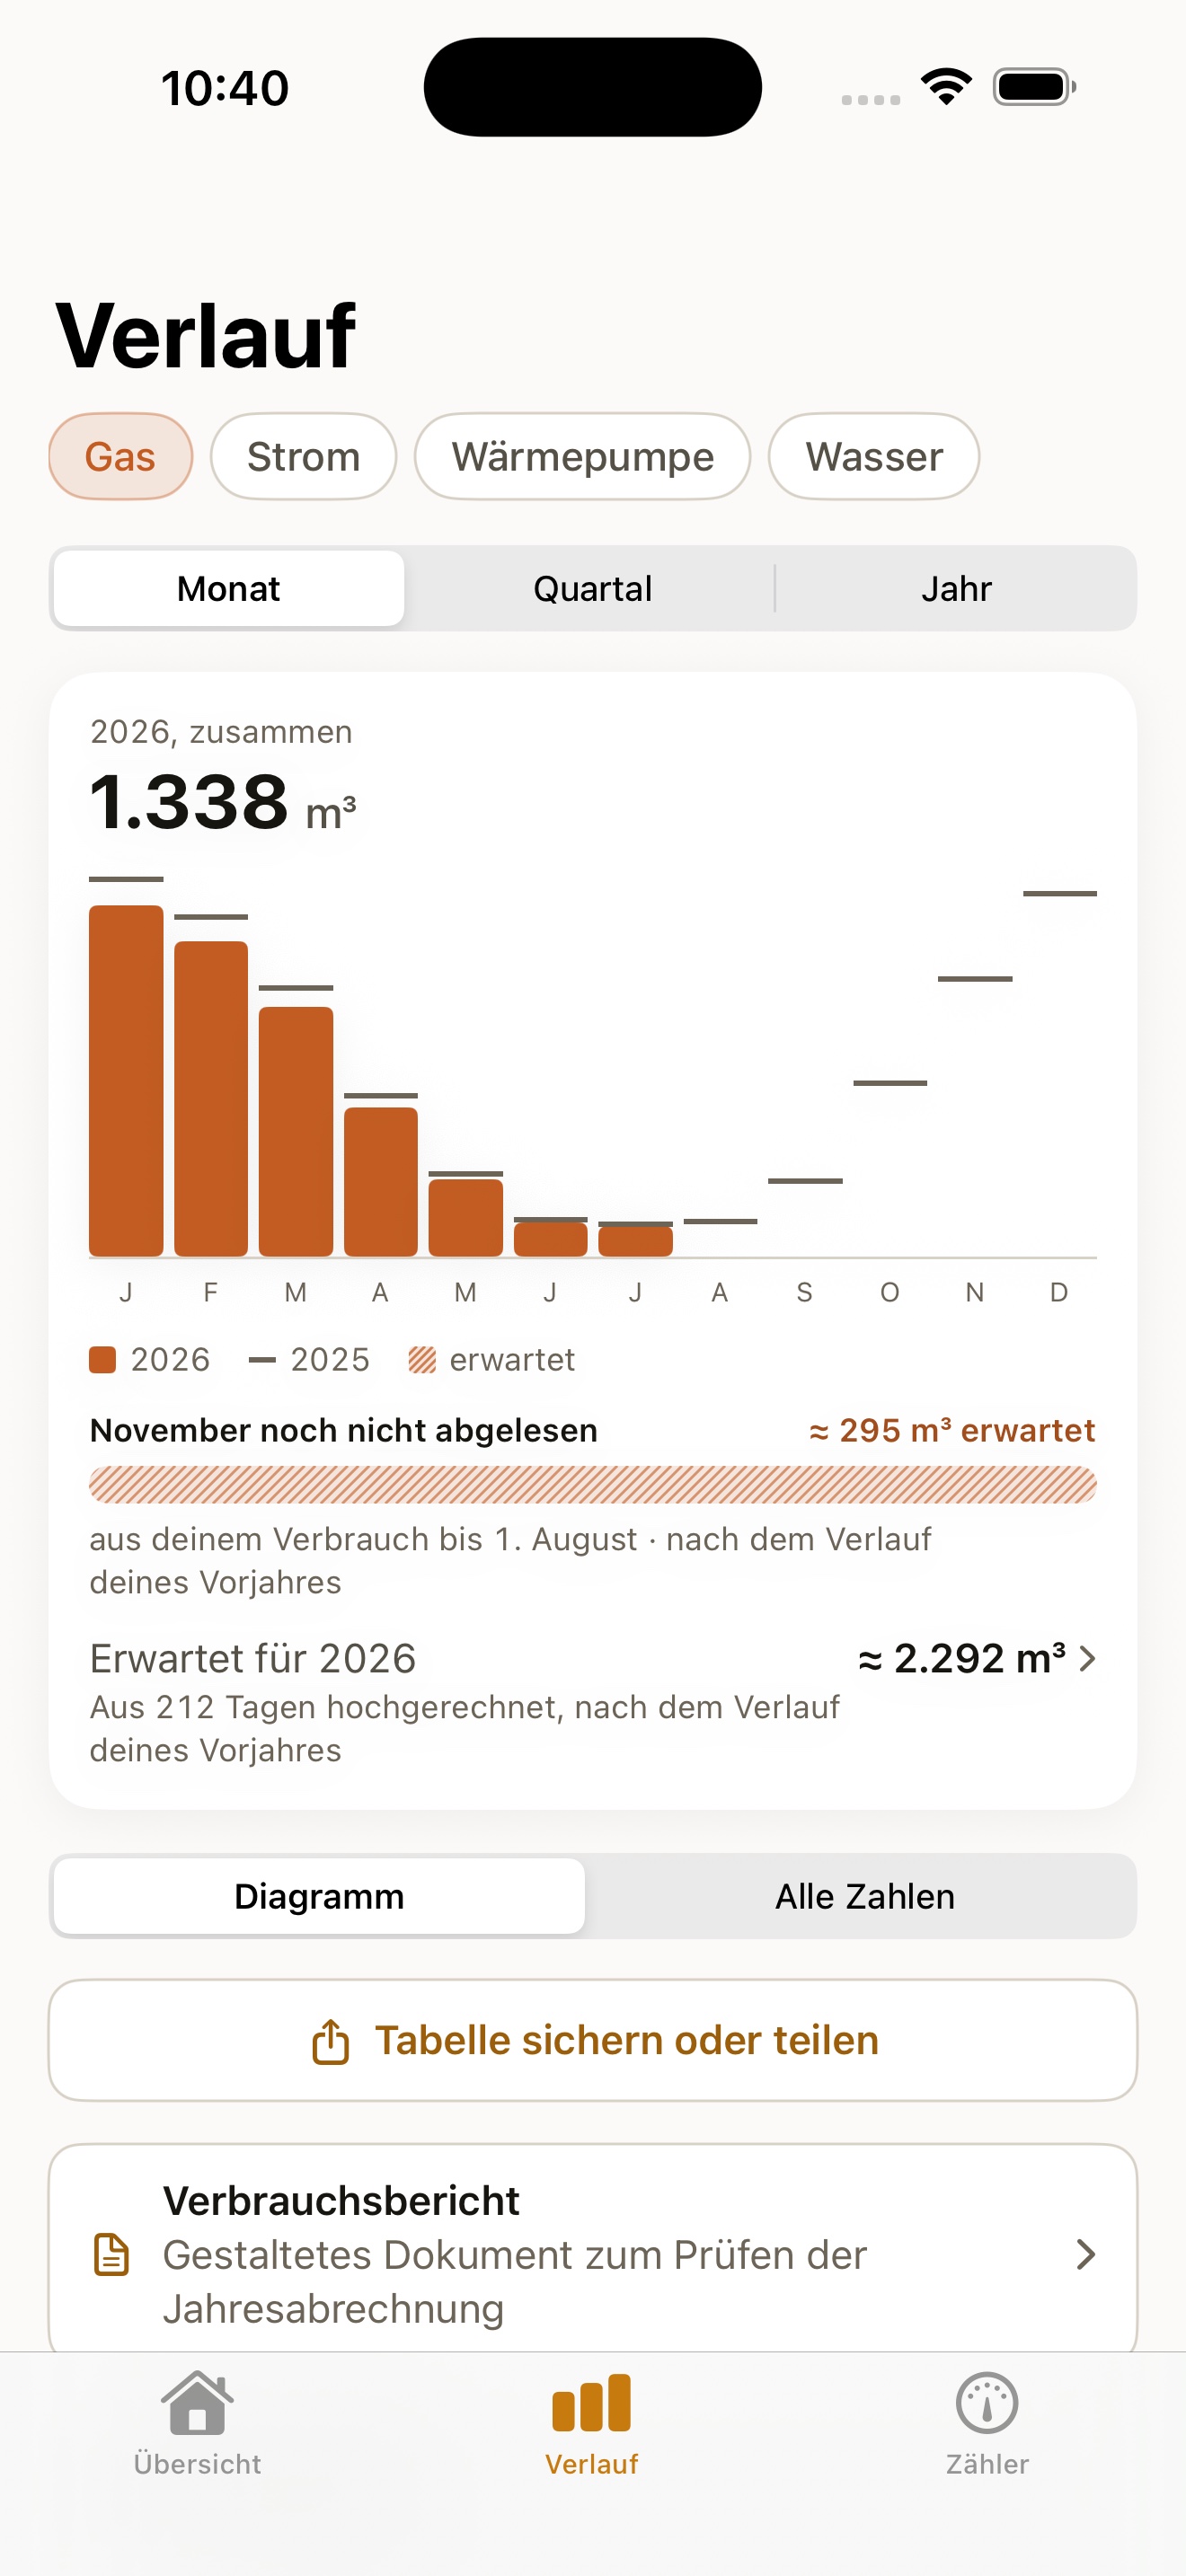 10:40
Verlauf
Gas Strom Wärmepumpe Wasser
Monat Quartal Jahr
2026, zusammen
1.338 m³
J F M A M J J A S O N D
2026 2025 erwartet
November noch nicht abgelesen ≈ 295 m³ erwartet
aus deinem Verbrauch bis 1. August · nach dem Verlauf
deines Vorjahres
Erwartet für 2026 ≈ 2.292 m³
Aus 212 Tagen hochgerechnet, nach dem Verlauf
deines Vorjahres
Diagramm Alle Zahlen
Tabelle sichern oder teilen
Verbrauchsbericht
Gestaltetes Dokument zum Prüfen der
Jahresabrechnung
Übersicht Verlauf Zähler